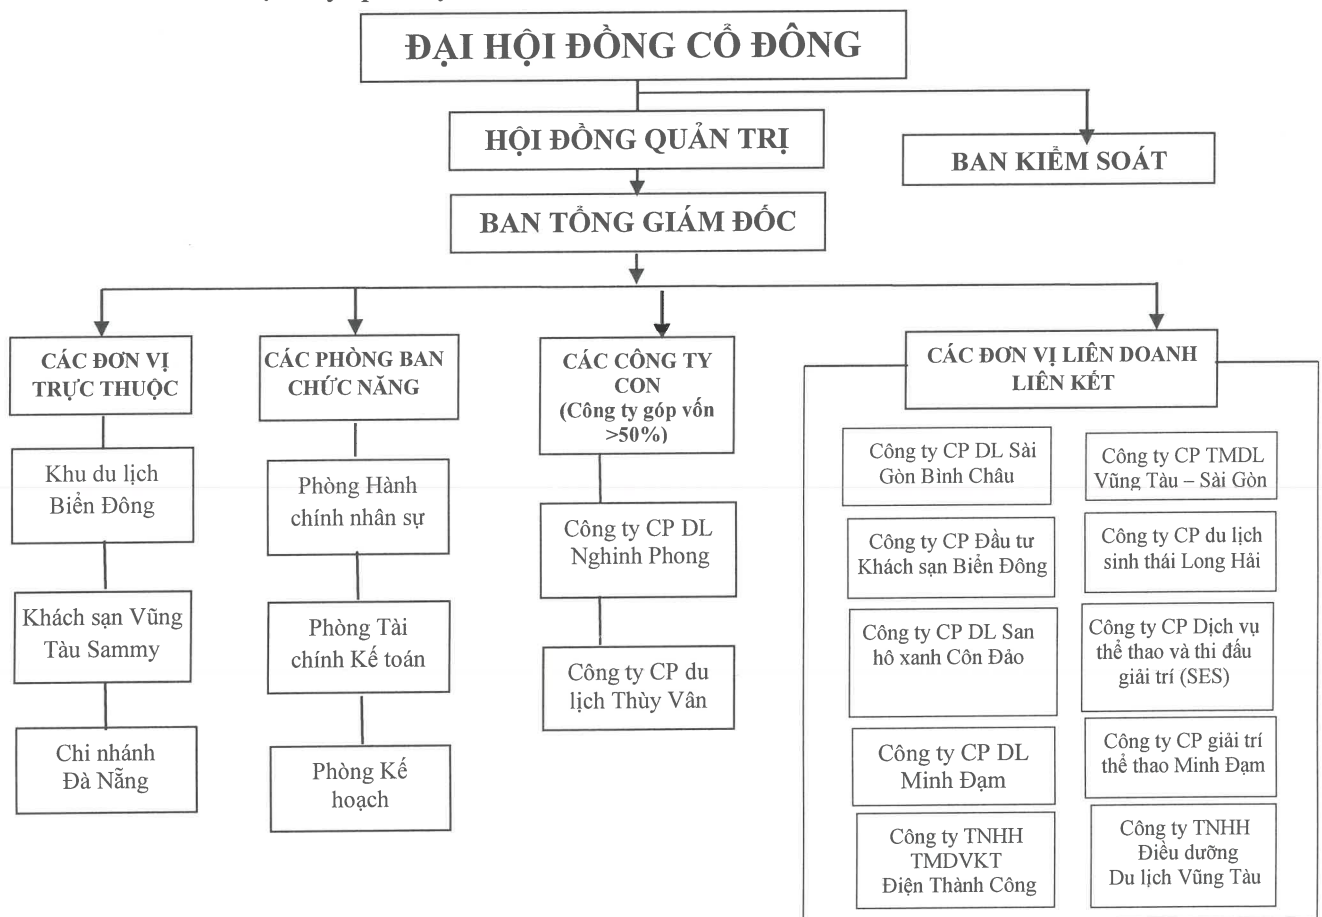 ĐẠI HỘI ĐỒNG CỔ ĐÔNG
HỘI ĐỒNG QUẢN TRỊ
BAN KIỂM SOÁT
BAN TỔNG GIÁM ĐỐC
CÁC ĐƠN VỊ
TRỰC THUỘC
Khu du lịch
Biển Đông
Khách sạn Vũng
Tàu Sammy
Chi nhánh
Đà Nẵng
CÁC PHÒNG BAN
CHỨC NĂNG
Phòng Hành
chính nhân sự
Phòng Tài
chính Kế toán
Phòng Kế
hoạch
CÁC CÔNG TY
CON
(Công ty góp vốn
>50%)
Công ty CP DL
Nghinh Phong
Công ty CP du
lịch Thùy Vân
CÁC ĐƠN VỊ LIÊN DOANH
LIÊN KẾT
Công ty CP DL Sài
Gòn Bình Châu
Công ty CP TMDL
Vũng Tàu – Sài Gòn
Công ty CP Đầu tư
Khách sạn Biển Đông
Công ty CP du lịch
sinh thái Long Hải
Công ty CP DL San
hô xanh Côn Đảo
Công ty CP Dịch vụ
thể thao và thi đấu
giải trí (SES)
Công ty CP DL
Minh Đạm
Công ty CP giải trí
thể thao Minh Đạm
Công ty TNHH
TMDVKT
Điện Thành Công
Công ty TNHH
Điều dưỡng
Du lịch Vũng Tàu